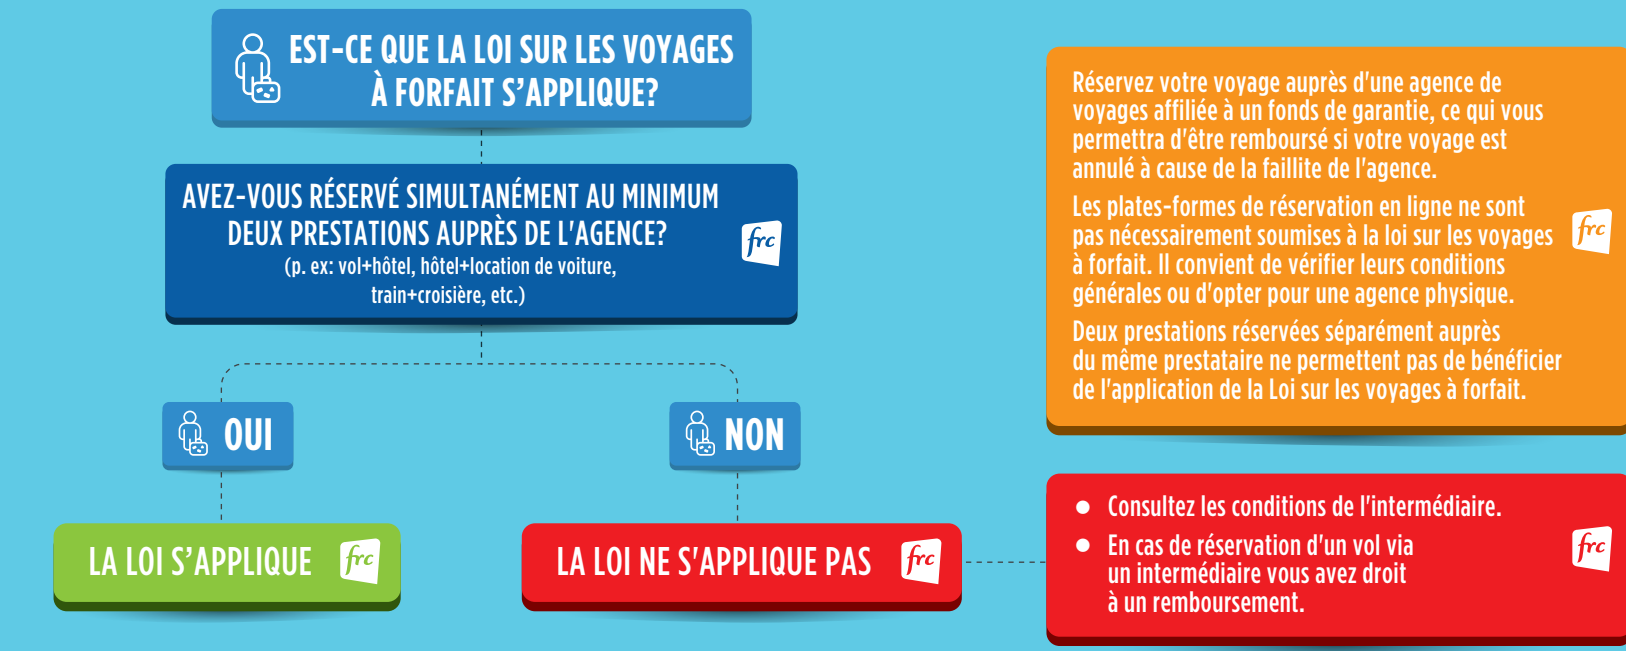 EST-CE QUE LA LOI SUR LES VOYAGES
À FORFAIT S’APPLIQUE?
AVEZ-VOUS RÉSERVÉ SIMULTANÉMENT AU MINIMUM
DEUX PRESTATIONS AUPRÈS DE L'AGENCE?
(p. ex: vol+hôtel, hôtel+location de voiture,
train+croisière, etc.)
frc
OUI
NON
LA LOI S’APPLIQUE
frc
LA LOI NE S'APPLIQUE PAS
frc
Réservez votre voyage auprès d'une agence de
voyages affiliée à un fonds de garantie, ce qui vous
permettra d'être remboursé si votre voyage est
annulé à cause de la faillite de l'agence.
Les plates-formes de réservation en ligne ne sont
pas nécessairement soumises à la loi sur les voyages
à forfait. Il convient de vérifier leurs conditions
générales ou d'opter pour une agence physique.
Deux prestations réservées séparément auprès
du même prestataire ne permettent pas de bénéficier
de l'application de la Loi sur les voyages à forfait.
frc
● Consultez les conditions de l'intermédiaire.
● En cas de réservation d'un vol via
un intermédiaire vous avez droit
à un remboursement.
frc